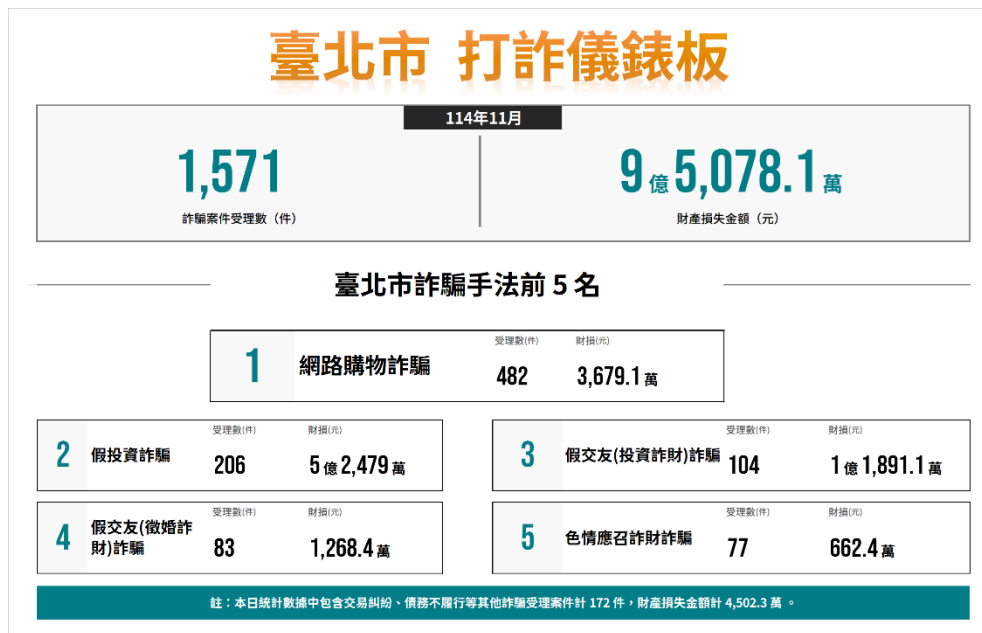 臺北市 打詐儀錶板
114年11月
1,571
詐騙案件受理數（件）
9億5,078.1萬
財產損失金額（元）
臺北市詐騙手法前 5 名
1
網路購物詐騙
受理數(件)
482
財損(元)
3,679.1萬
2
假投資詐騙
受理數(件)
206
財損(元)
5億2,479萬
3
假交友(投資詐財)詐騙
受理數(件)
104
財損(元)
1億1,891.1萬
4
假交友(徵婚詐
財)詐騙
受理數(件)
83
財損(元)
1,268.4萬
5
色情應召詐財詐騙
受理數(件)
77
財損(元)
662.4萬
註：本日統計數據中包含交易糾紛、債務不履行等其他詐騙受理案件計 172 件，財產損失金額計 4,502.3 萬 。